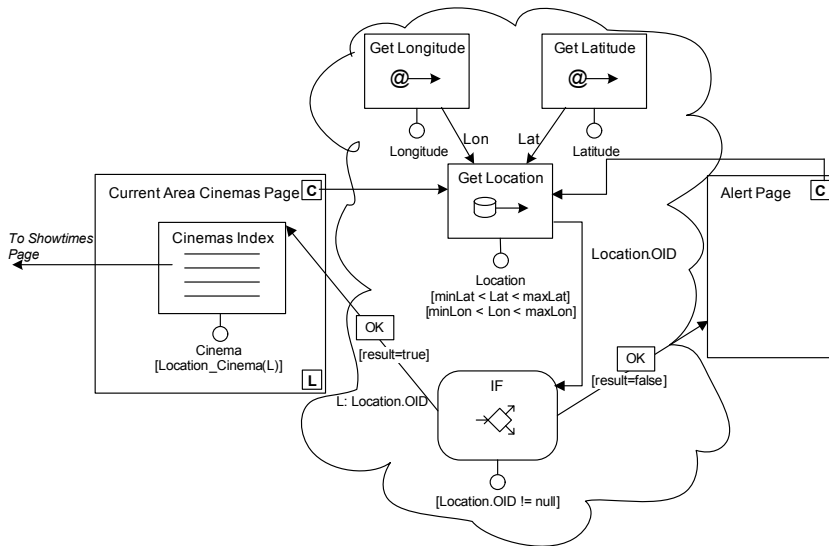 Get Longitude
@
Longitude
Get Latitude
@
Latitude
Lon
Lat
Get Location
Location
[minLat < Lat < maxLat]
[minLon < Lon < maxLon]
Location.OID
Current Area Cinemas Page
C
Cinemas Index
Cinema
[Location_Cinema(L)]
L
To Showtimes
Page
OK
[result=true]
L: Location.OID
IF
[Location.OID != null]
OK
[result=false]
Alert Page
C